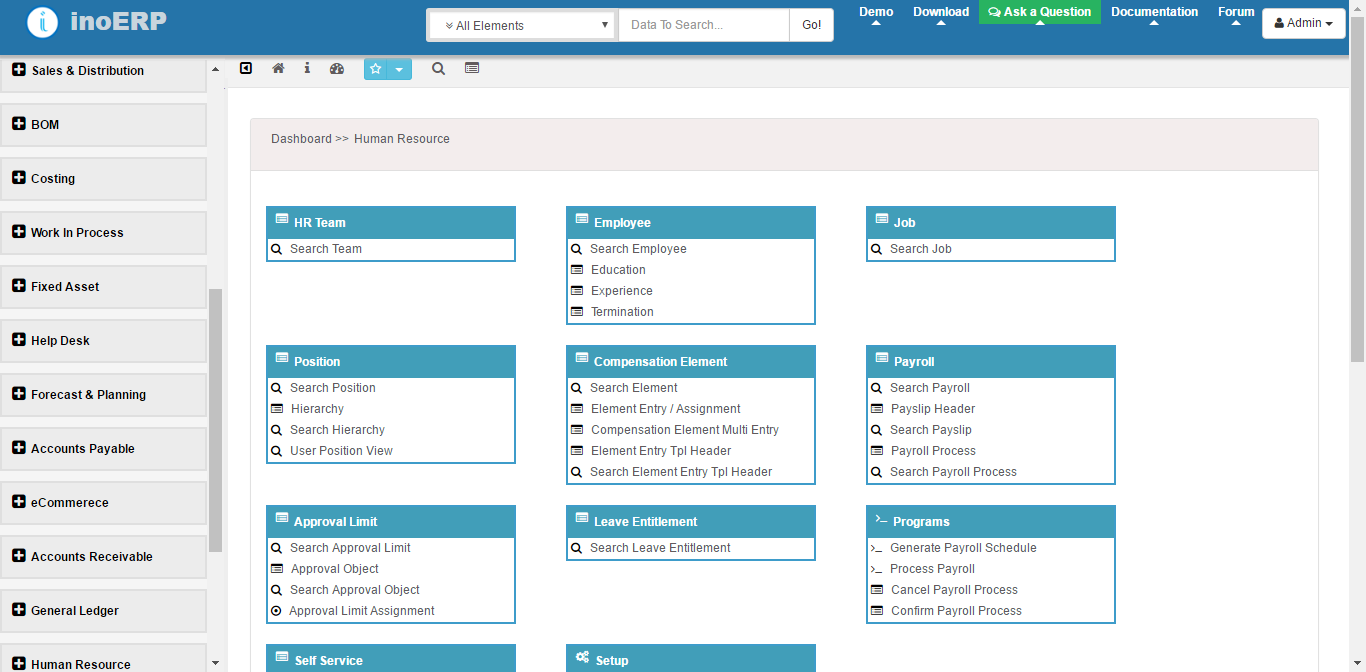 inoERP
All Elements
Data To Search...
Go!
Demo
Download
Ask a Question
Documentation
Forum
Admin
Sales & Distribution
BOM
Costing
Work In Process
Fixed Asset
Help Desk
Forecast & Planning
Accounts Payable
eCommerece
Accounts Receivable
General Ledger
Human Resource
Dashboard >> Human Resource
HR Team
Search Team
Employee
Search Employee
Education
Experience
Termination
Job
Search Job
Position
Search Position
Hierarchy
Search Hierarchy
User Position View
Compensation Element
Search Element
Element Entry / Assignment
Compensation Element Multi Entry
Element Entry Tpl Header
Search Element Entry Tpl Header
Payroll
Search Payroll
Payslip Header
Search Payslip
Payroll Process
Search Payroll Process
Approval Limit
Search Approval Limit
Approval Object
Search Approval Object
Approval Limit Assignment
Leave Entitlement
Search Leave Entitlement
Programs
Generate Payroll Schedule
Process Payroll
Cancel Payroll Process
Confirm Payroll Process
Self Service
Setup